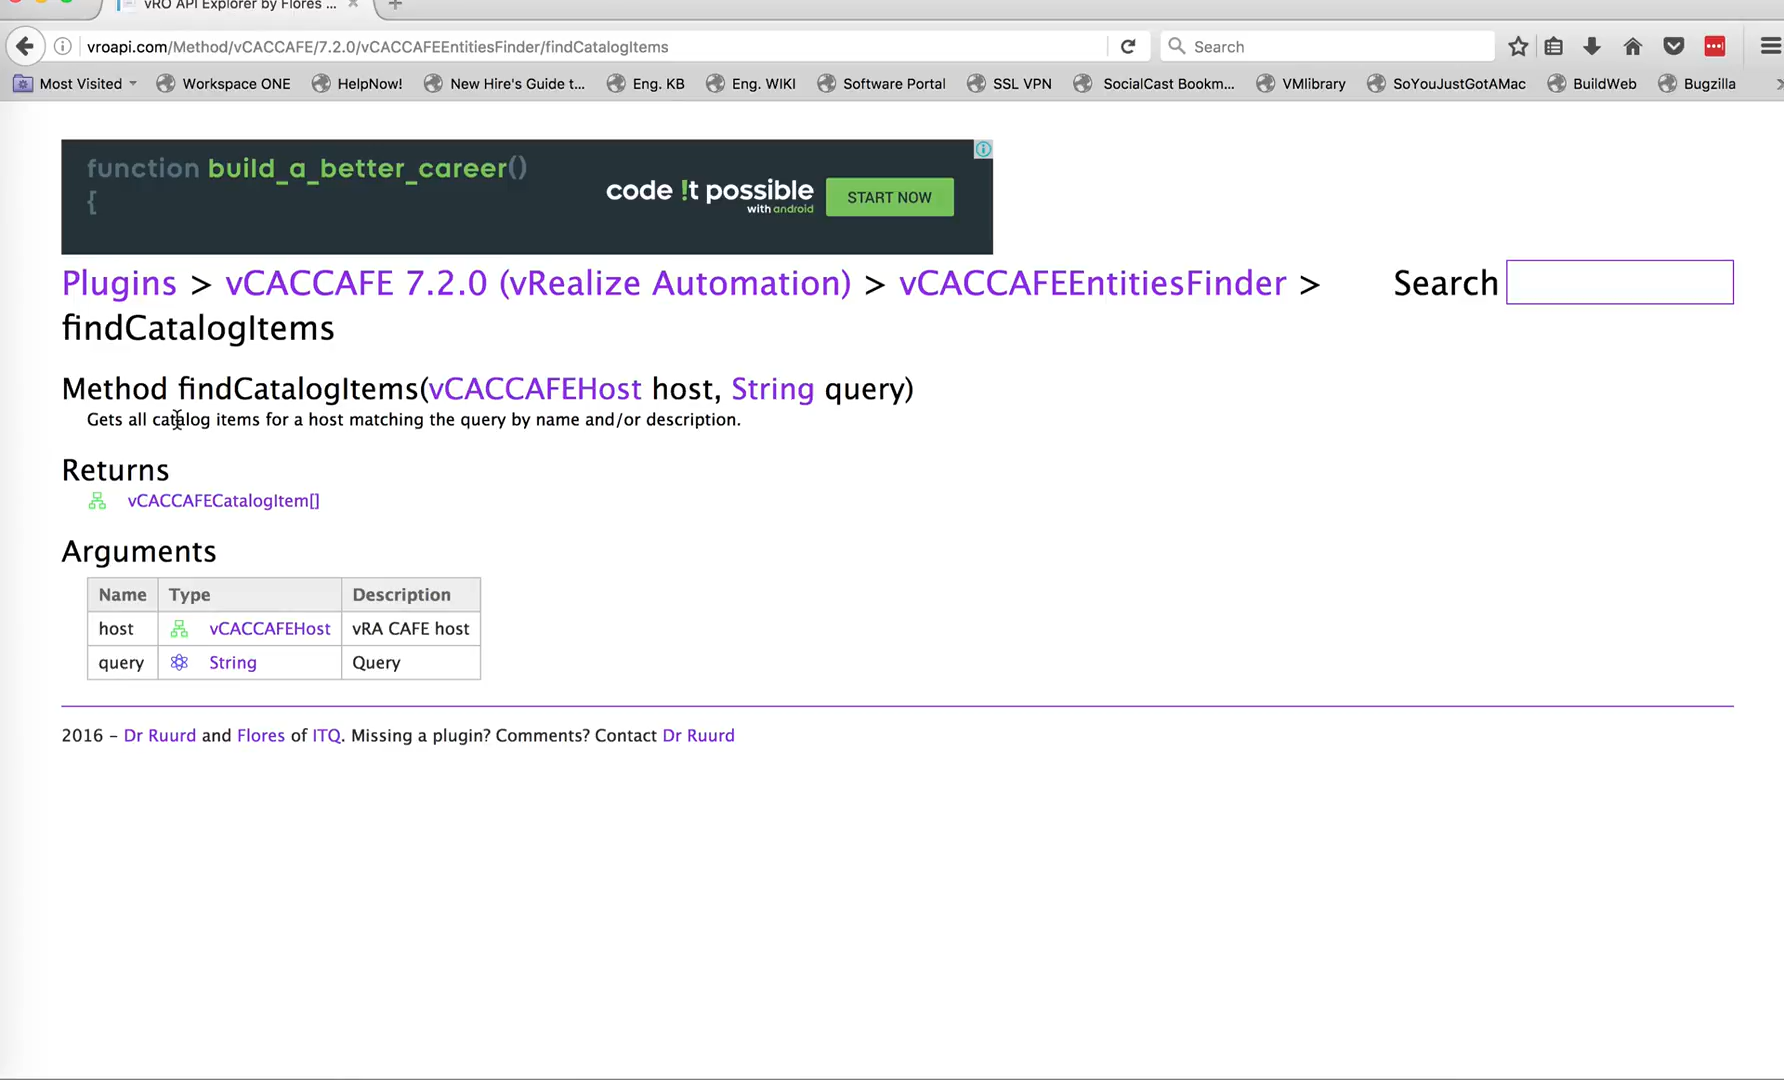 vRO API Explorer by Flores ...
vroapi.com/Method/vCACCAFE/7.2.0/vCACCAFEEntitiesFinder/findCatalogItems
Search
Most Visited
Workspace ONE
HelpNow!
New Hire's Guide t...
Eng. KB
Eng. WIKI
Software Portal
SSL VPN
SocialCast Bookm...
VMlibrary
SoYouJustGotAMac
BuildWeb
Bugzilla
function build_a_better_career()
{
code !t possible
with android
START NOW
Plugins > vCACCAFE 7.2.0 (vRealize Automation) > vCACCAFEEntitiesFinder >
findCatalogItems
Search
Method findCatalogItems(vCACCAFEHost host, String query)
Gets all catalog items for a host matching the query by name and/or description.
Returns
vCACCAFECatalogItem[]
Arguments
Name Type Description
host vCACCAFEHost vRA CAFE host
query String Query
2016 – Dr Ruurd and Flores of ITQ. Missing a plugin? Comments? Contact Dr Ruurd